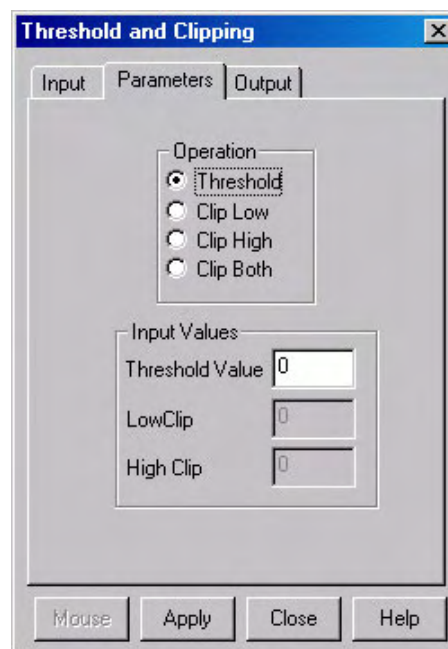 Threshold and Clipping
Input Parameters Output
Operation
Threshold
Clip Low
Clip High
Clip Both
Input Values
Threshold Value 0
LowClip 0
High Clip 0
Mouse Apply Close Help